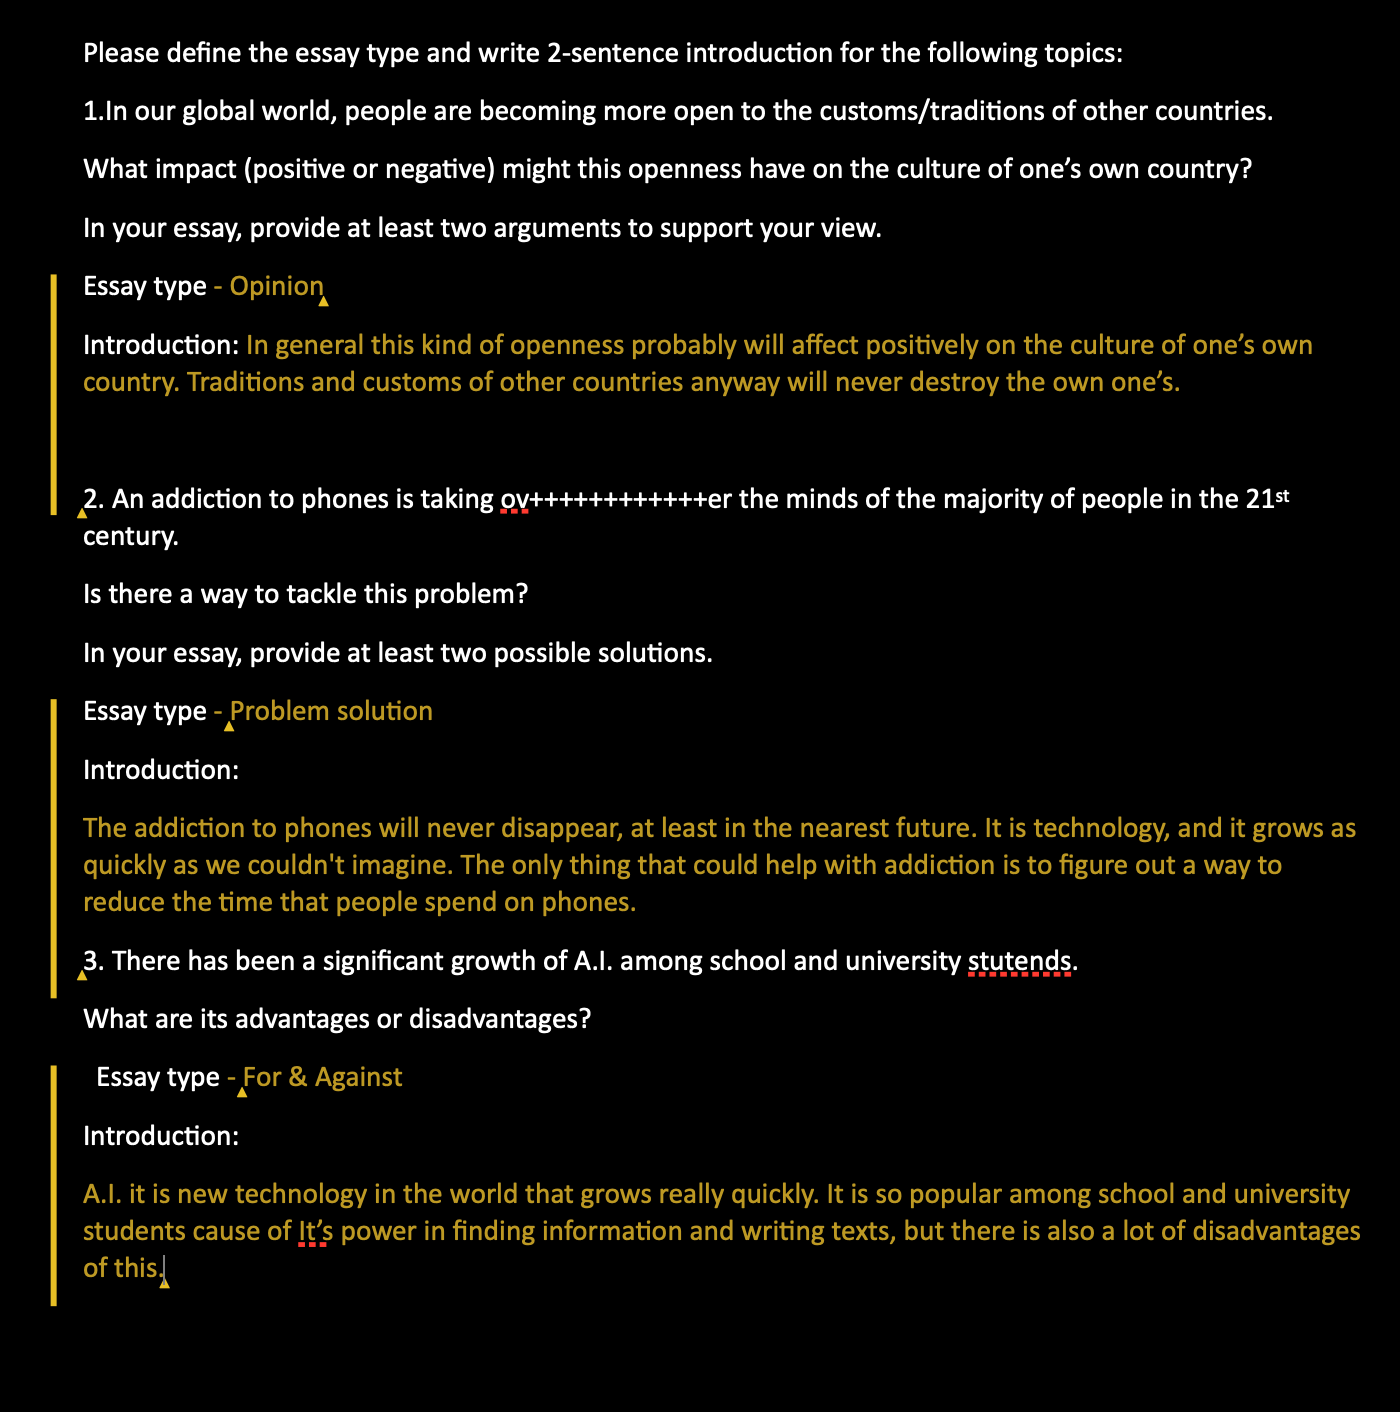 Please define the essay type and write 2-sentence introduction for the following topics:
1.In our global world, people are becoming more open to the customs/traditions of other countries.
What impact (positive or negative) might this openness have on the culture of one’s own country?
In your essay, provide at least two arguments to support your view.
Essay type - Opinion
Introduction: In general this kind of openness probably will affect positively on the culture of one’s own
country. Traditions and customs of other countries anyway will never destroy the own one’s.
2. An addiction to phones is taking ov++++++++++++er the minds of the majority of people in the 21st
century.
Is there a way to tackle this problem?
In your essay, provide at least two possible solutions.
Essay type - Problem solution
Introduction:
The addiction to phones will never disappear, at least in the nearest future. It is technology, and it grows as
quickly as we couldn't imagine. The only thing that could help with addiction is to figure out a way to
reduce the time that people spend on phones.
3. There has been a significant growth of A.I. among school and university stutends.
What are its advantages or disadvantages?
Essay type - For & Against
Introduction:
A.I. it is new technology in the world that grows really quickly. It is so popular among school and university
students cause of It’s power in finding information and writing texts, but there is also a lot of disadvantages
of this.